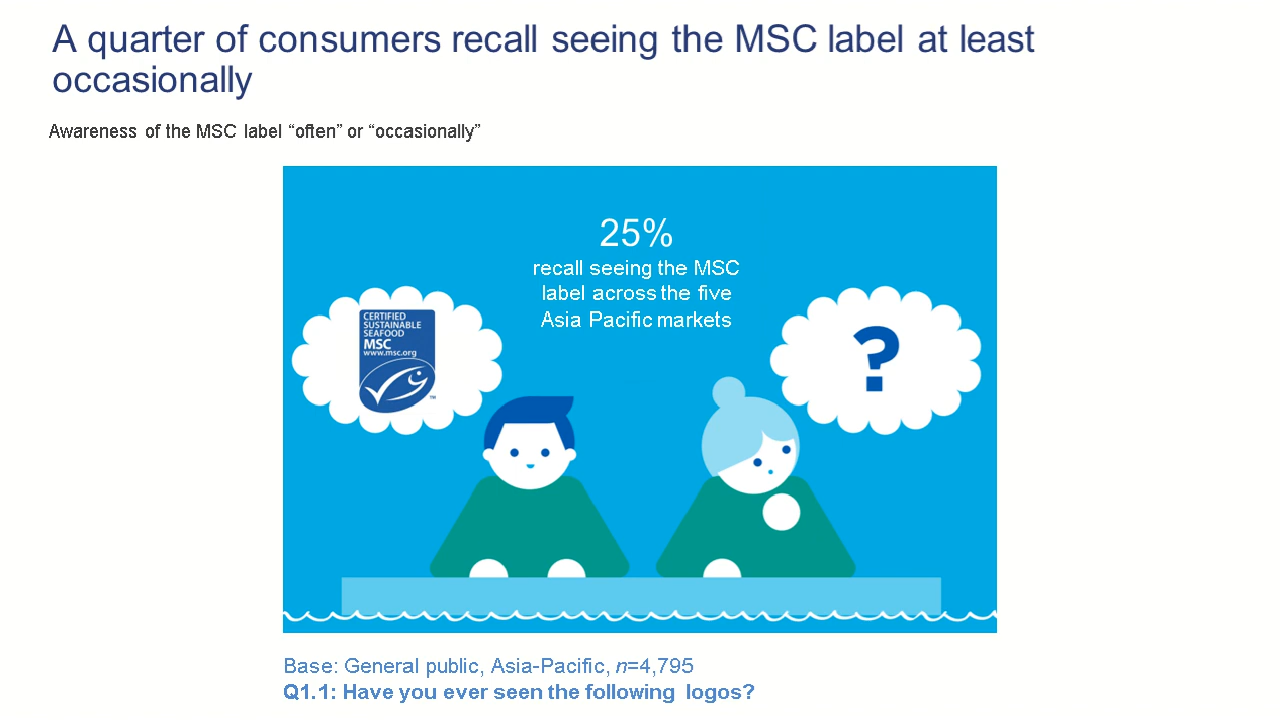 A quarter of consumers recall seeing the MSC label at least
occasionally
Awareness of the MSC label “often” or “occasionally”
25%
recall seeing the MSC
label across the five
Asia Pacific markets
CERTIFIED
SUSTAINABLE
SEAFOOD
MSC
www.msc.org
TM
?
Base: General public, Asia-Pacific, n=4,795
Q1.1: Have you ever seen the following logos?